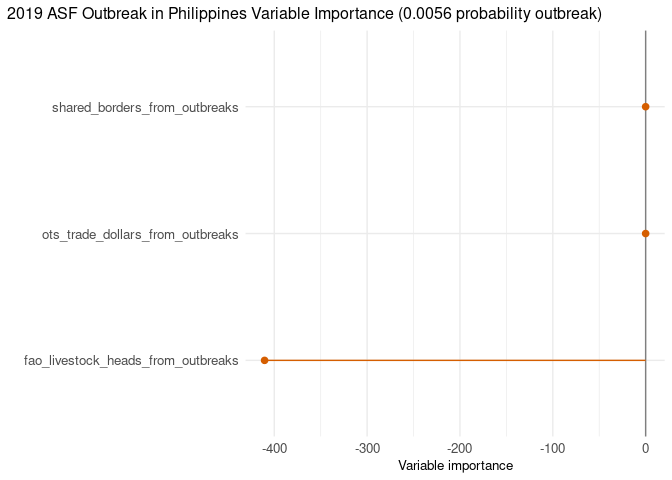 2019 ASF Outbreak in Philippines Variable Importance (0.0056 probability outbreak)
shared_borders_from_outbreaks
ots_trade_dollars_from_outbreaks
fao_livestock_heads_from_outbreaks
-400 -300 -200 -100 0
Variable importance